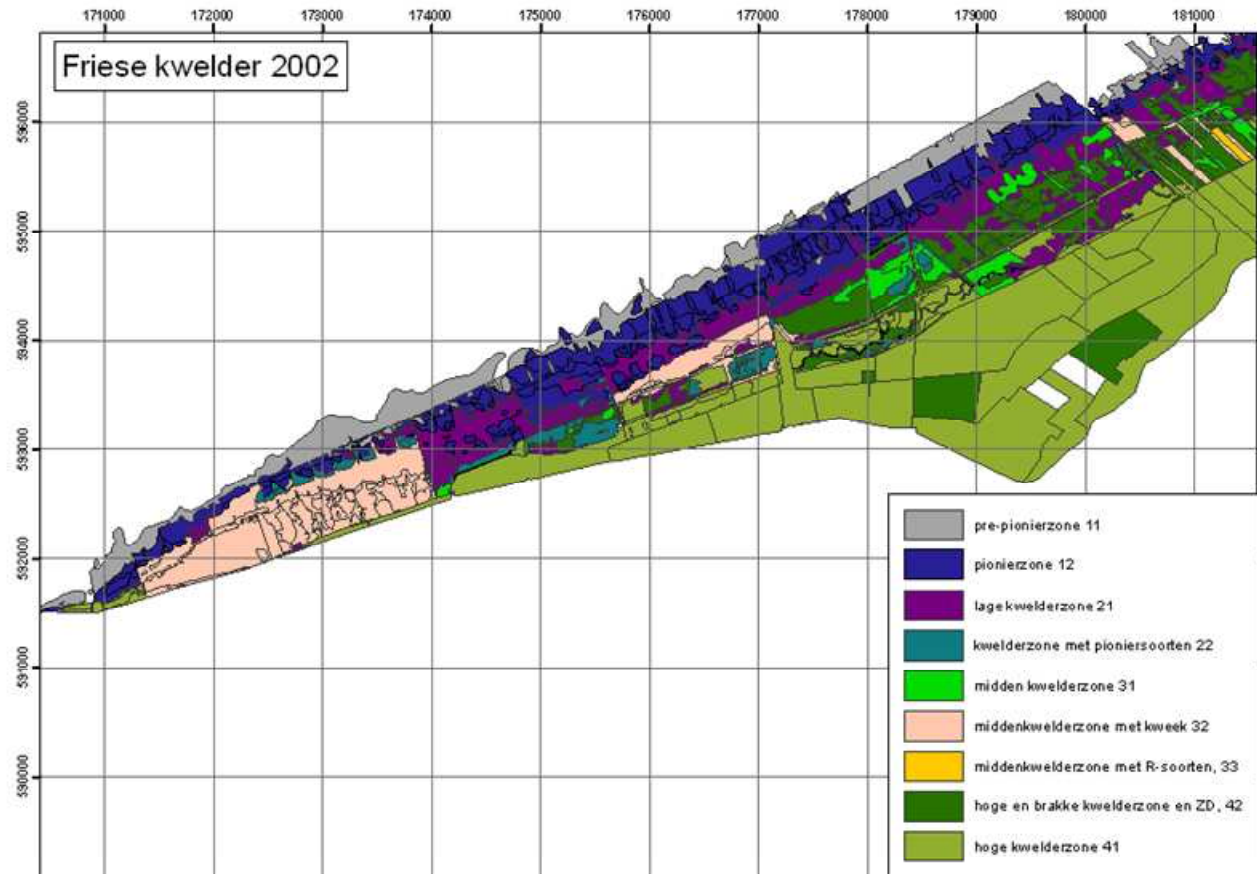 171000 172000 173000 174000 175000 176000 177000 178000 179000 180000 181000
Friese kwelder 2002
596000
595000
594000
593000
592000
591000
590000
pre-pionierzone 11
pionierzone 12
lage kwelderzone 21
kwelderzone met pioniersoorten 22
midden kwelderzone 31
middenkwelderzone met kweek 32
middenkwelderzone met R-soorten, 33
hoge en brakke kwelderzone en ZD, 42
hoge kwelderzone 41